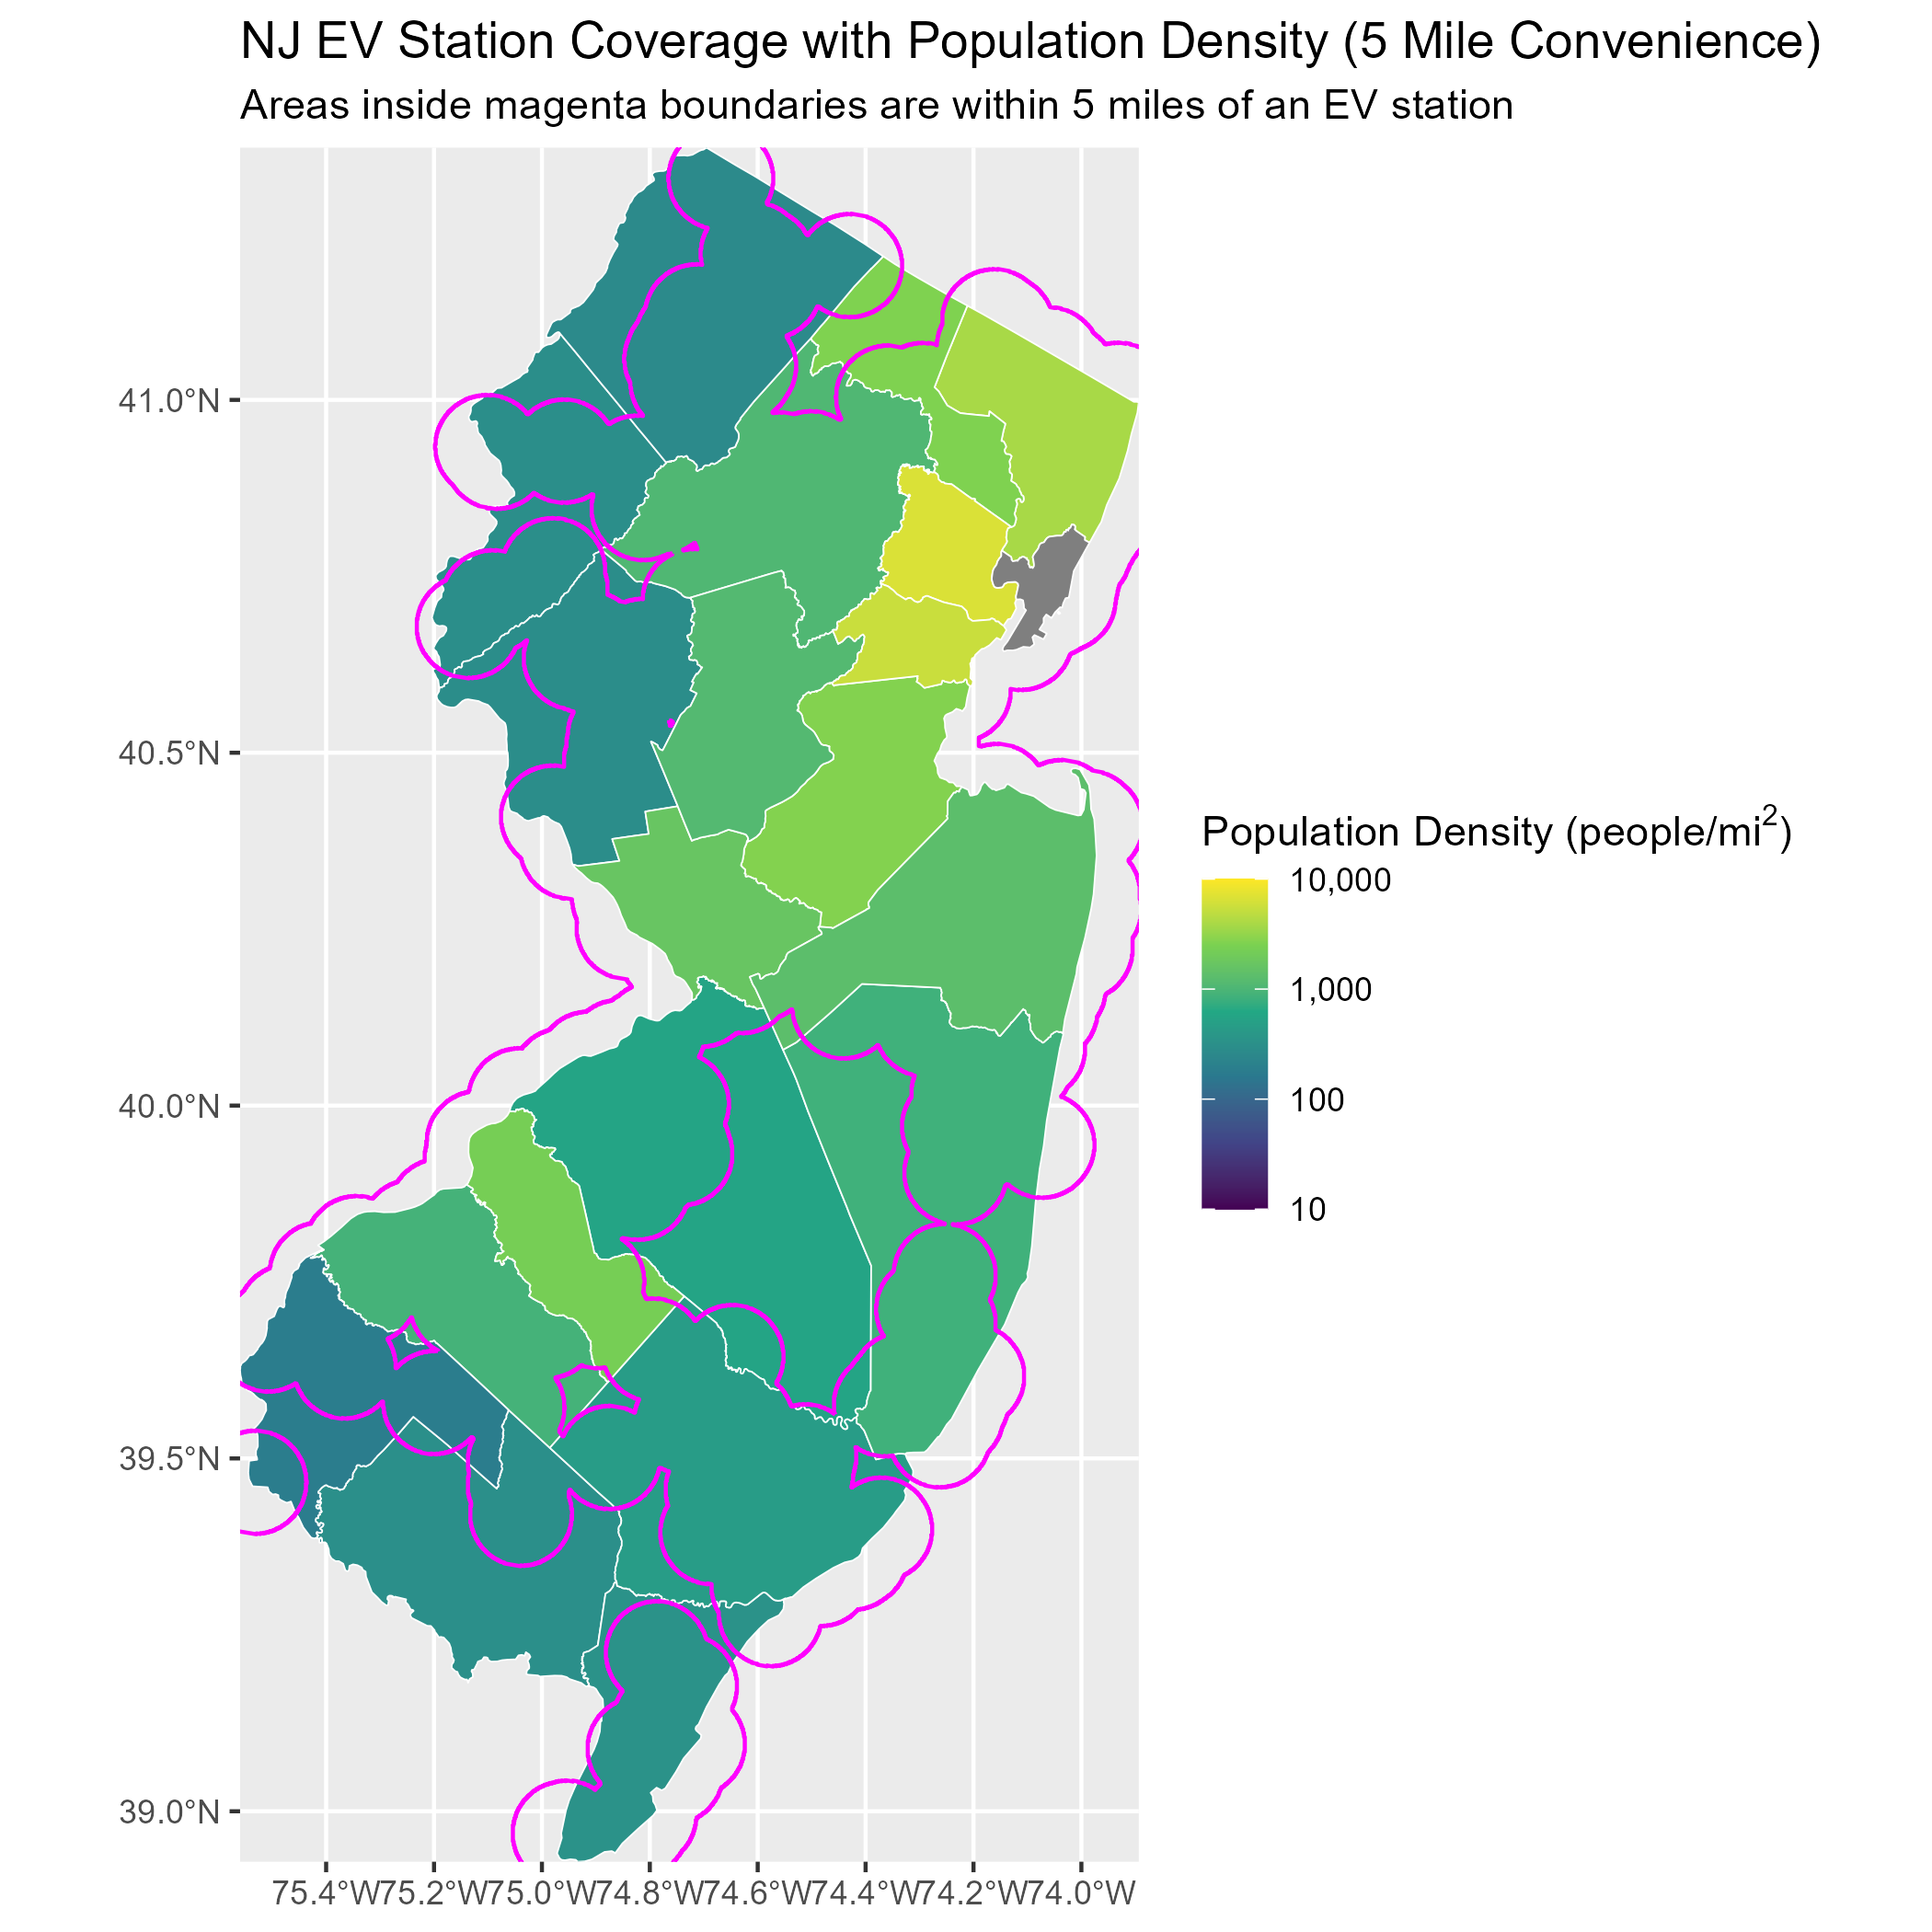 NJ EV Station Coverage with Population Density (5 Mile Convenience)
Areas inside magenta boundaries are within 5 miles of an EV station
41.0°N
40.5°N
40.0°N
39.5°N
39.0°N
75.4°W 75.2°W 75.0°W 74.8°W 74.6°W 74.4°W 74.2°W 74.0°W
Population Density (people/mi²)
10,000
1,000
100
10